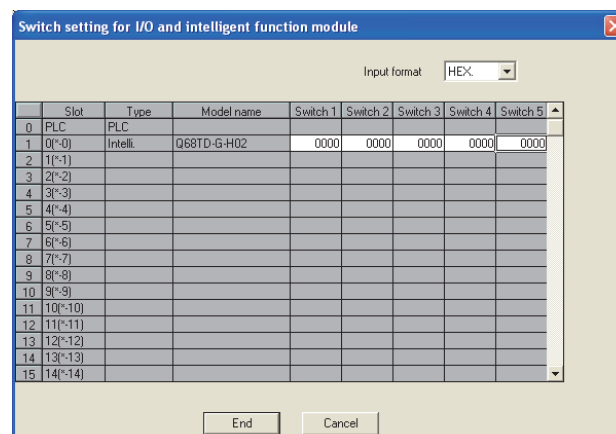 Switch setting for I/O and intelligent function module
Input format HEX.
Slot Type Model name Switch 1 Switch 2 Switch 3 Switch 4 Switch 5
0 PLC PLC
1 0(*-0) Intelli. Q68TD-G-H02 0000 0000 0000 0000 0000
2 1(*-1)
3 2(*-2)
4 3(*-3)
5 4(*-4)
6 5(*-5)
7 6(*-6)
8 7(*-7)
9 8(*-8)
10 9(*-9)
11 10(*-10)
12 11(*-11)
13 12(*-12)
14 13(*-13)
15 14(*-14)
End Cancel